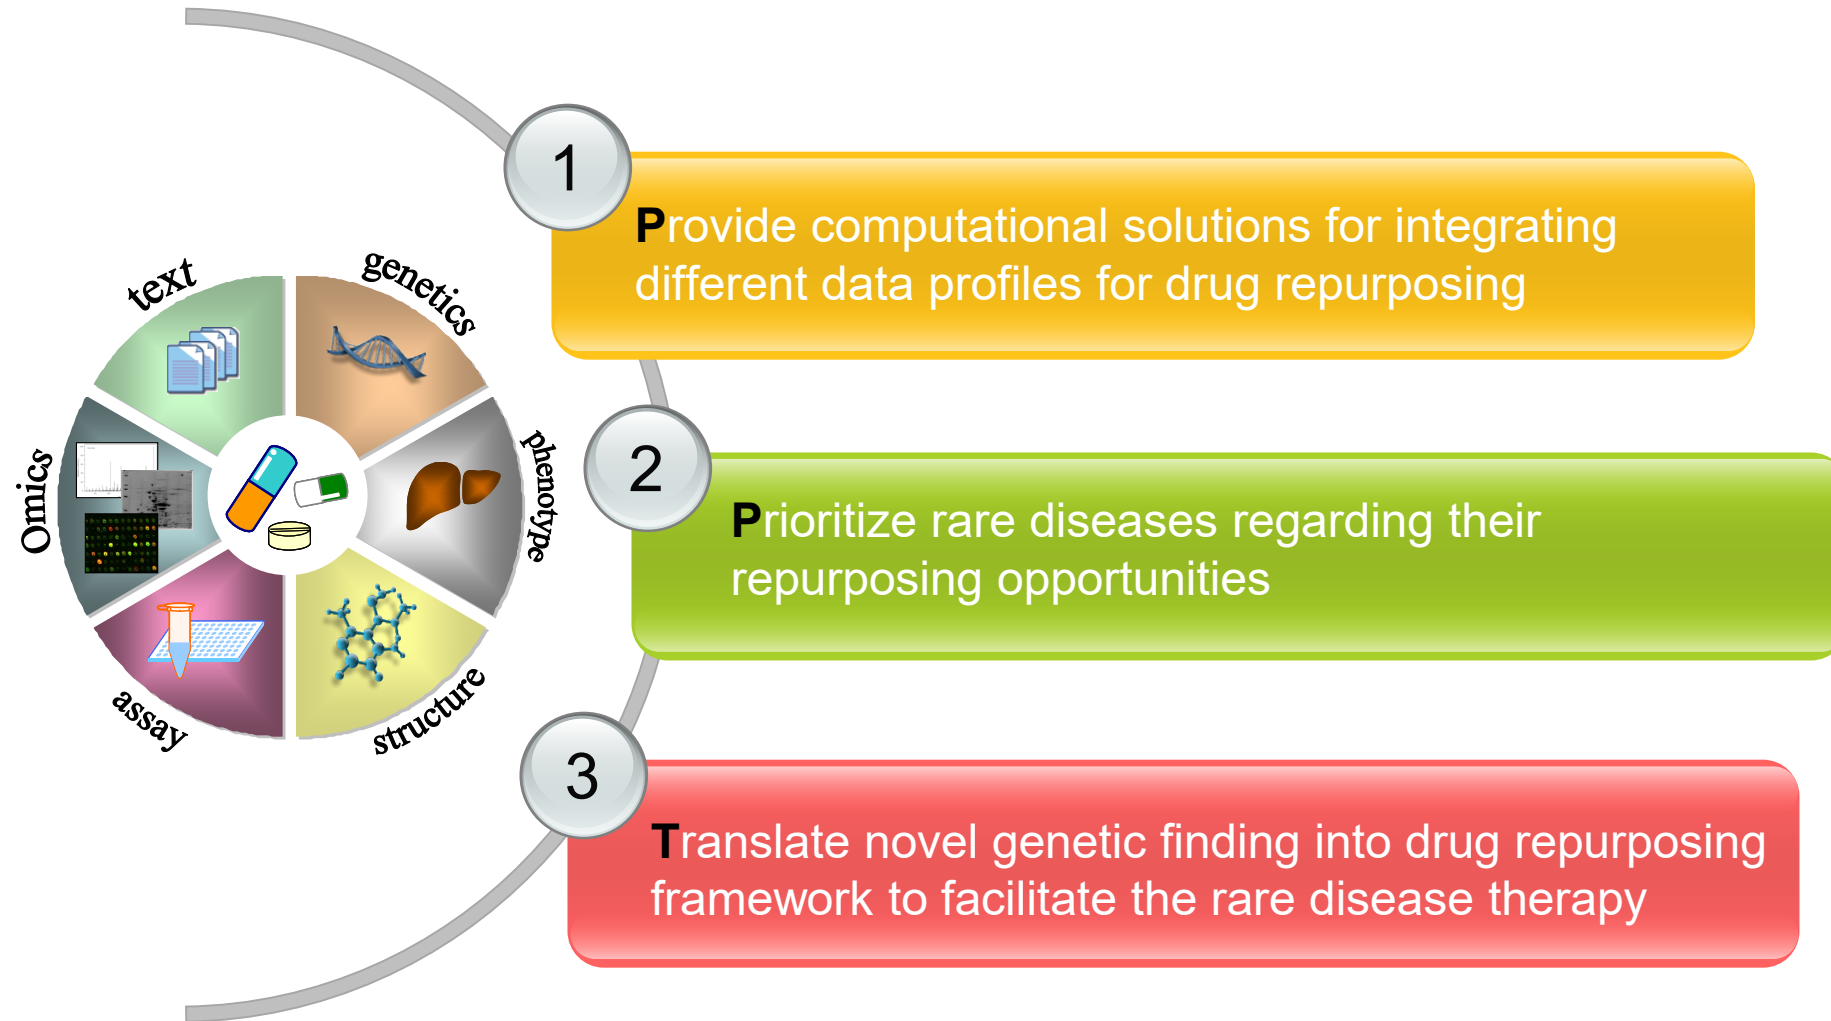 text
genetics
phenotype
structure
assay
Omics
1
Provide computational solutions for integrating
different data profiles for drug repurposing
2
Prioritize rare diseases regarding their
repurposing opportunities
3
Translate novel genetic finding into drug repurposing
framework to facilitate the rare disease therapy